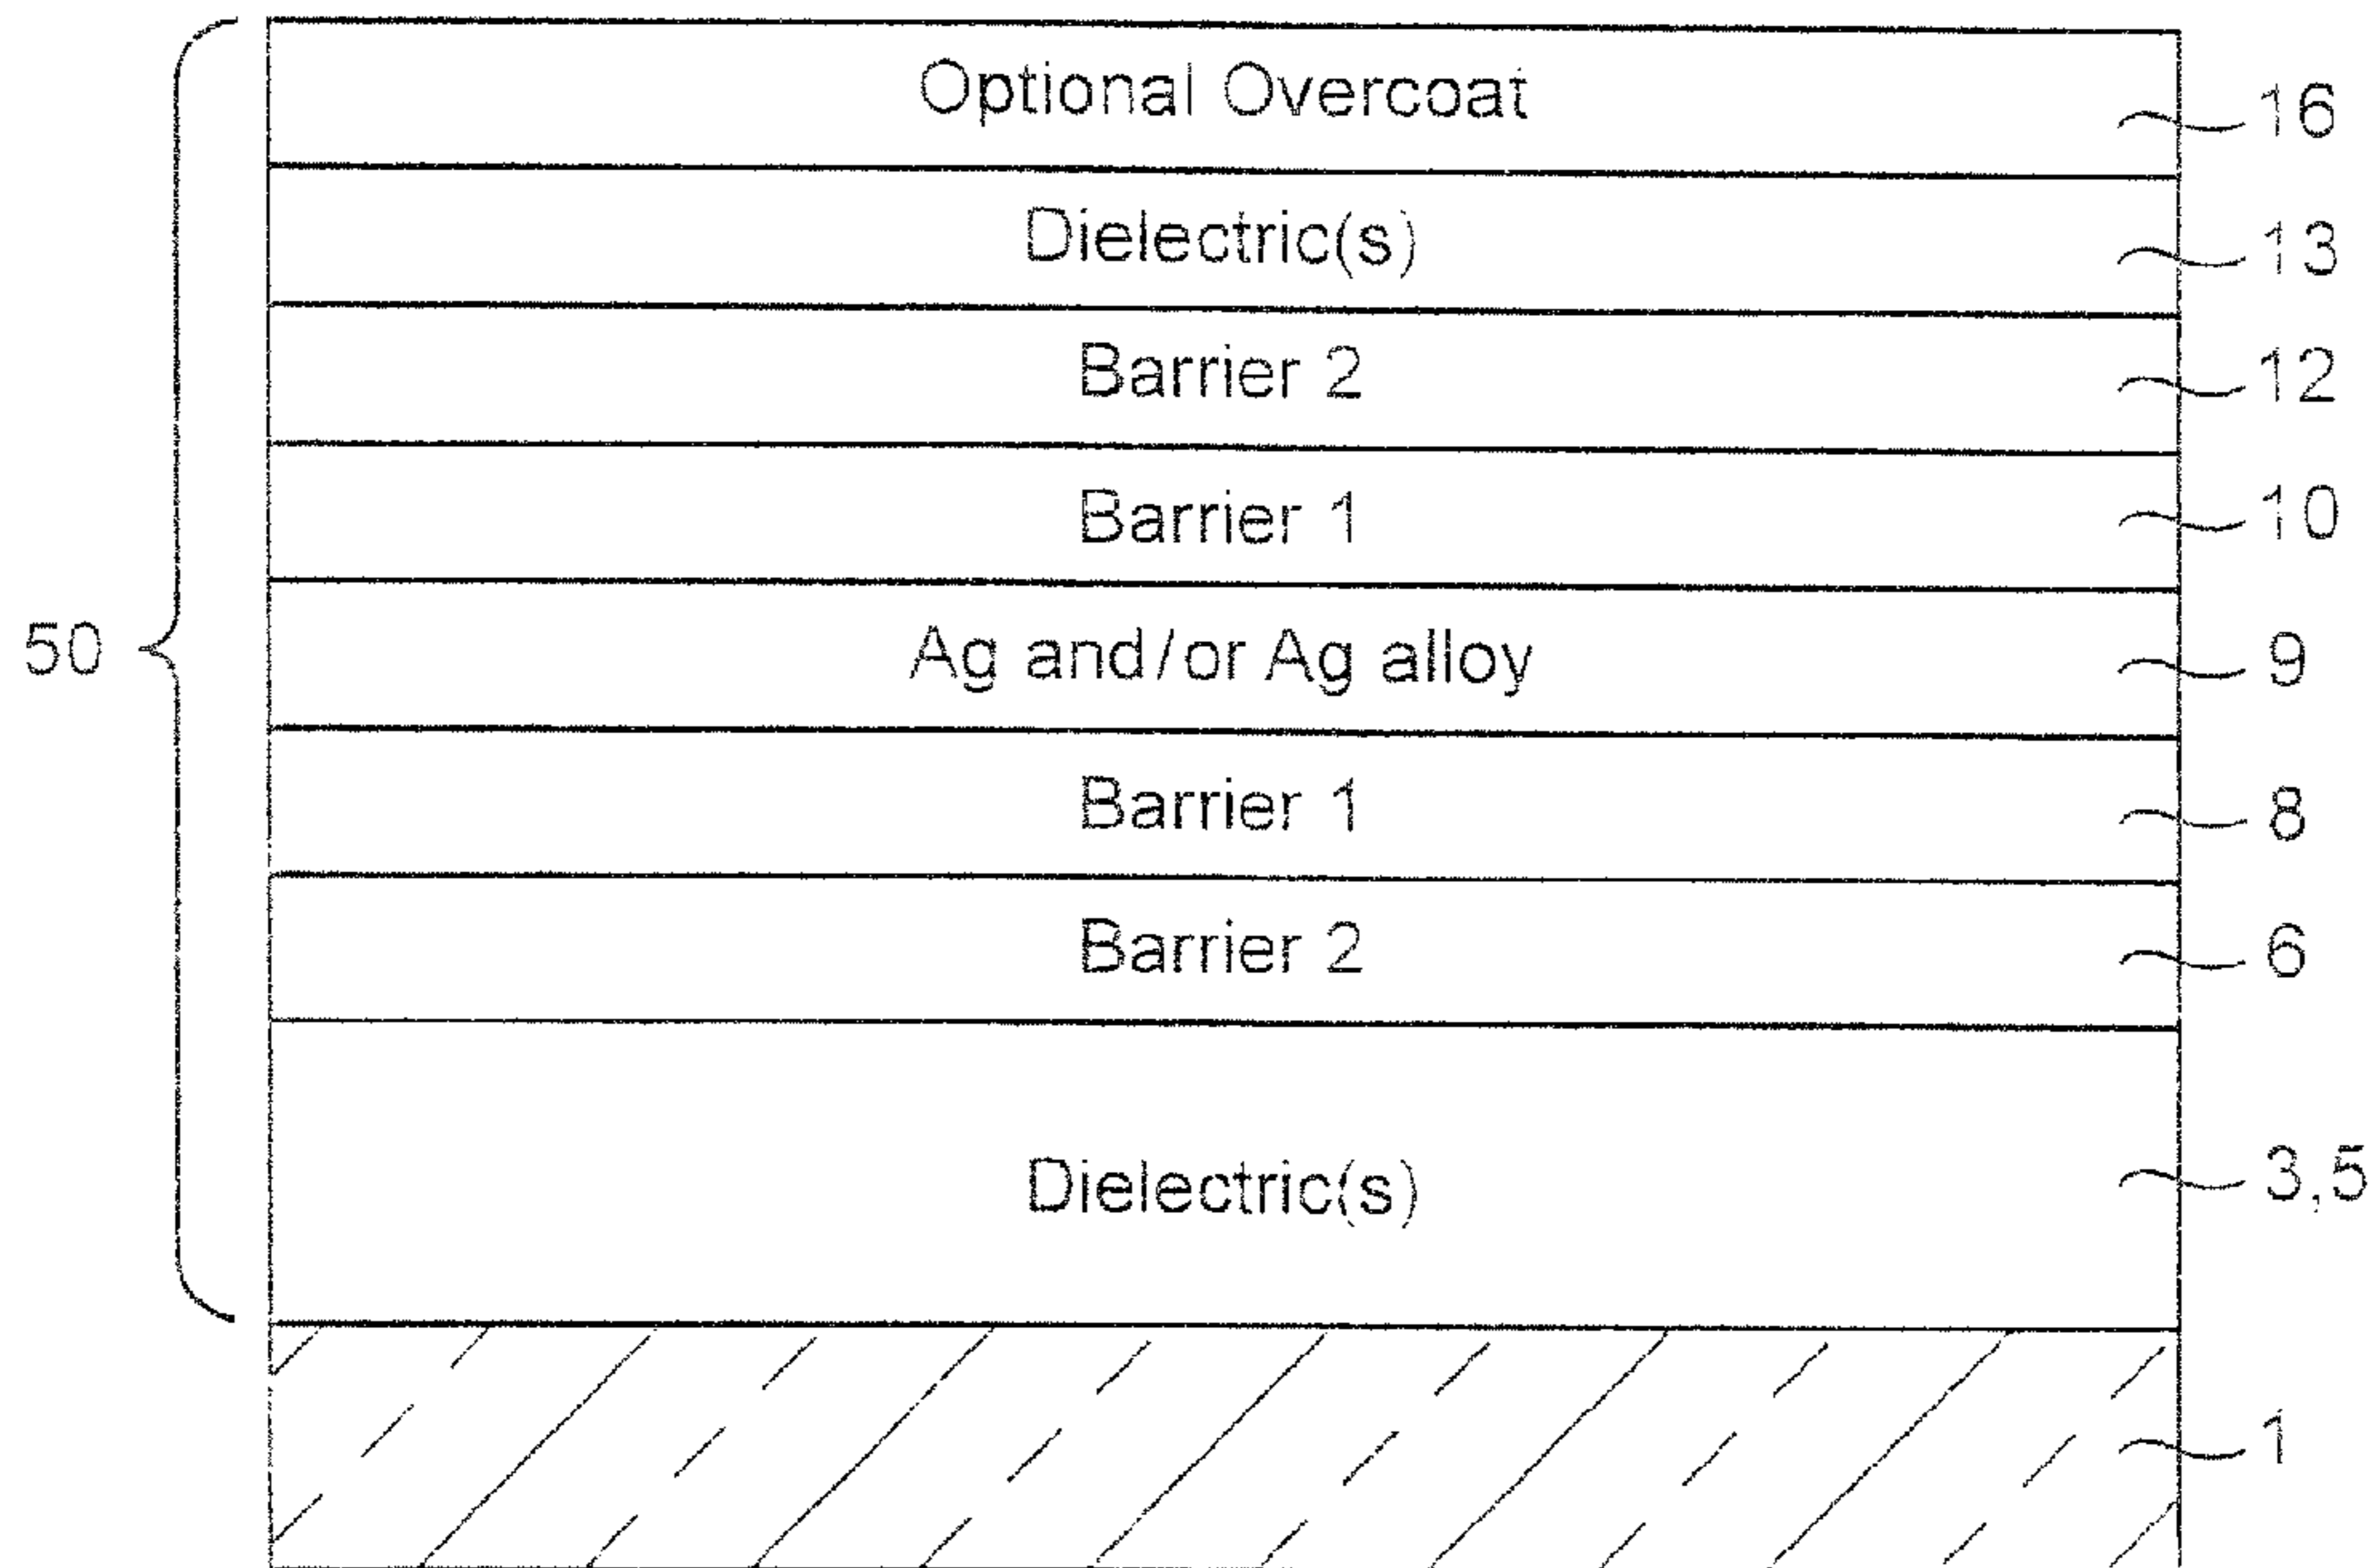 Optional Overcoat 16
Dielectric(s) 13
Barrier 2 12
Barrier 1 10
50 Ag and/or Ag alloy 9
Barrier 1 8
Barrier 2 6
Dielectric(s) 3,5
1